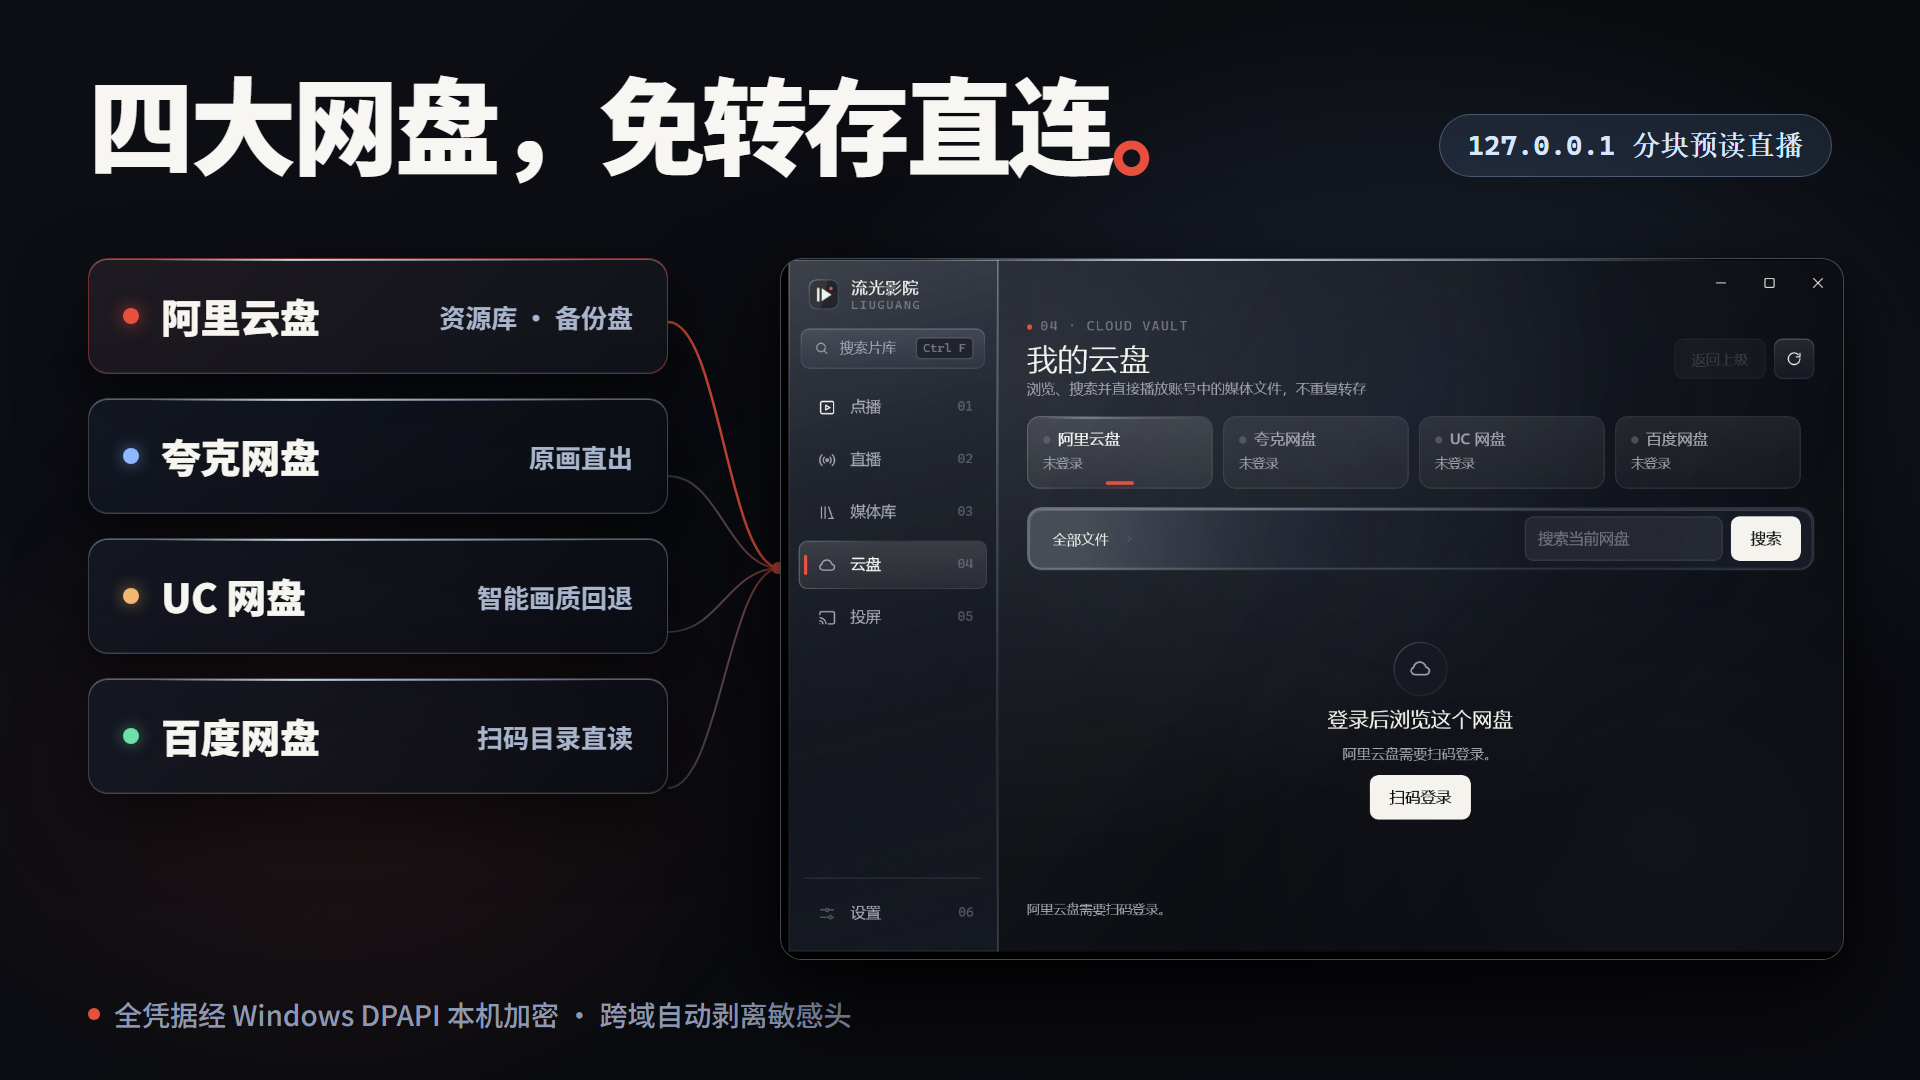 四大网盘，免转存直连。
127.0.0.1 分块预读直播
阿里云盘
资源库 · 备份盘
夸克网盘
原画直出
UC 网盘
智能画质回退
百度网盘
扫码目录直读
流光影院
LIUGUANG
搜索片库
Ctrl F
点播 01
直播 02
媒体库 03
云盘 04
投屏 05
设置 06
04 · CLOUD VAULT
我的云盘
浏览、搜索并直接播放账号中的媒体文件，不重复转存
返回上级
阿里云盘
未登录
夸克网盘
未登录
UC 网盘
未登录
百度网盘
未登录
全部文件
搜索当前网盘
搜索
登录后浏览这个网盘
阿里云盘需要扫码登录。
扫码登录
阿里云盘需要扫码登录。
全凭据经 Windows DPAPI 本机加密 · 跨域自动剥离敏感头